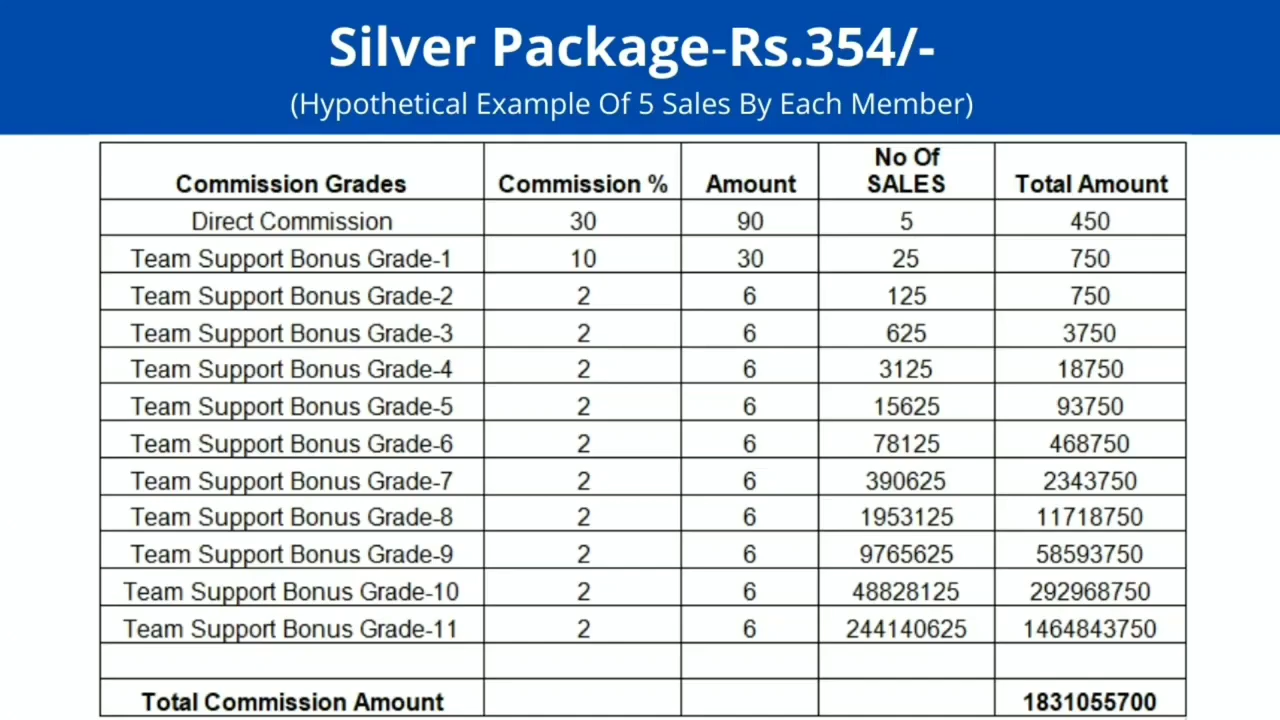 Silver Package-Rs.354/-
(Hypothetical Example Of 5 Sales By Each Member)
Commission Grades Commission % Amount No Of SALES Total Amount
Direct Commission 30 90 5 450
Team Support Bonus Grade-1 10 30 25 750
Team Support Bonus Grade-2 2 6 125 750
Team Support Bonus Grade-3 2 6 625 3750
Team Support Bonus Grade-4 2 6 3125 18750
Team Support Bonus Grade-5 2 6 15625 93750
Team Support Bonus Grade-6 2 6 78125 468750
Team Support Bonus Grade-7 2 6 390625 2343750
Team Support Bonus Grade-8 2 6 1953125 11718750
Team Support Bonus Grade-9 2 6 9765625 58593750
Team Support Bonus Grade-10 2 6 48828125 292968750
Team Support Bonus Grade-11 2 6 244140625 1464843750
Total Commission Amount 1831055700